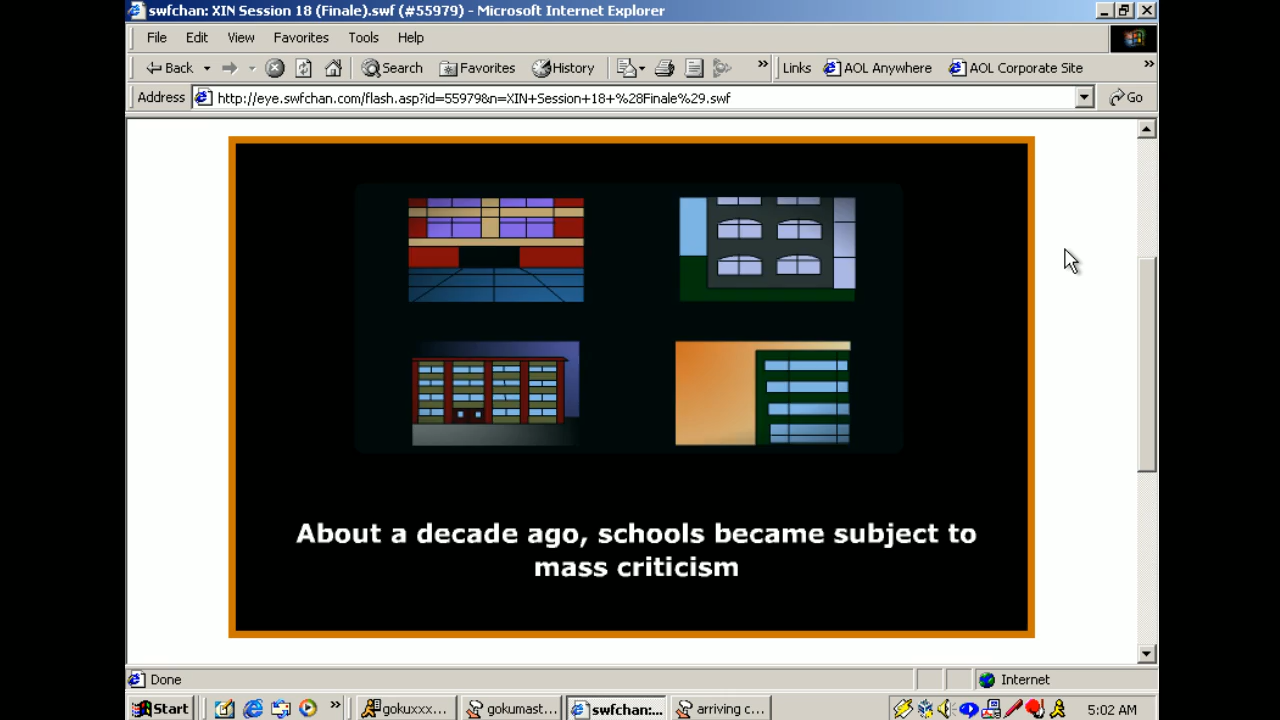 swfchan: XIN Session 18 (Finale).swf (#55979) - Microsoft Internet Explorer
File Edit View Favorites Tools Help
Back Search Favorites History » Links AOL Anywhere AOL Corporate Site »
Address http://eye.swfchan.com/flash.asp?id=55979&n=XIN+Session+18+%28Finale%29.swf Go
About a decade ago, schools became subject to
mass criticism
Done Internet
Start » gokuxxx... gokumast... swfchan:... arriving c... 5:02 AM